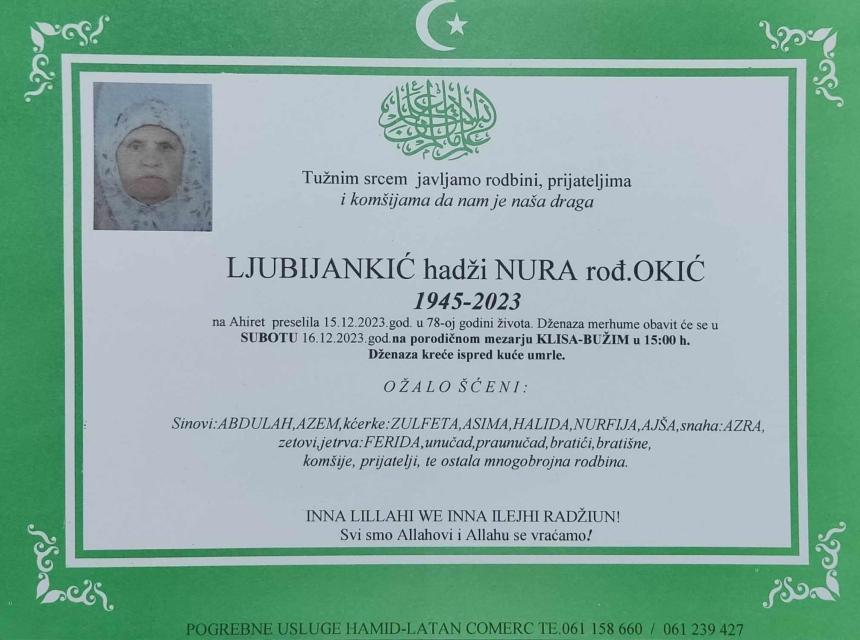 Tužnim srcem javljamo rodbini, prijateljima
i komšijama da nam je naša draga
LJUBIJANKIĆ hadži NURA rođ.OKIĆ
1945-2023
na Ahiret preselila 15.12.2023.god. u 78-oj godini života. Dženaza merhume obavit će se u
SUBOTU 16.12.2023.god.na porodičnom mezarju KLISA-BUŽIM u 15:00 h.
Dženaza kreće ispred kuće umrle.
OŽALO ŠĆENI:
Sinovi:ABDULAH,AZEM,kćerke:ZULFETA,ASIMA,HALIDA,NURFIJA,AJŠA,snaha:AZRA,
zetovi,jetrva:FERIDA,unučad,praunučad,bratići,bratišne,
komšije, prijatelji, te ostala mnogobrojna rodbina.
INNA LILLAHI WE INNA ILEJHI RADŽIUN!
Svi smo Allahovi i Allahu se vraćamo!
POGREBNE USLUGE HAMID-LATAN COMERC TE.061 158 660 / 061 239 427